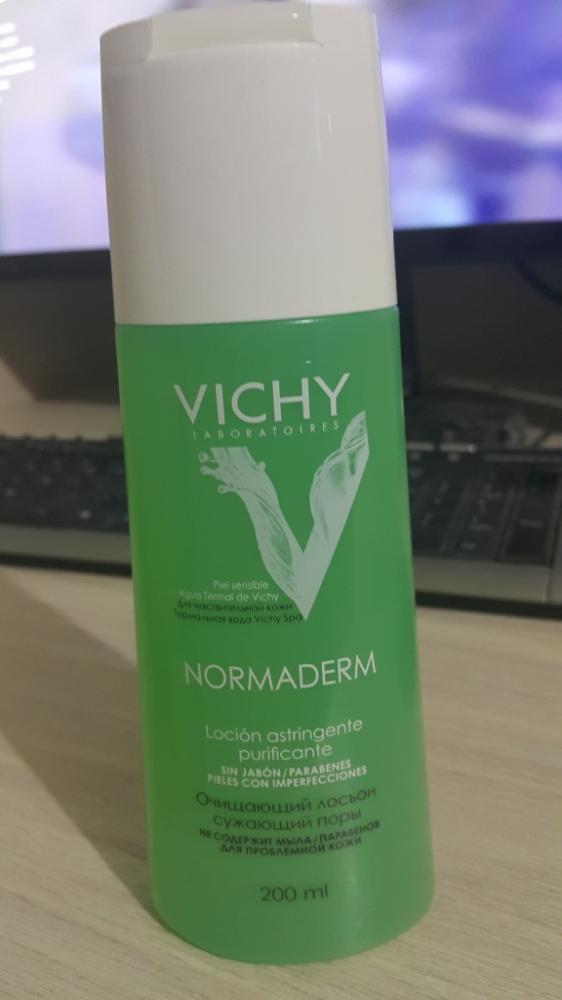 VICHY
LABORATOIRES
Piel sensible
Agua Termal de Vichy
Для чувствительной кожи
Термальная вода Vichy Spa
NORMADERM
Loción astringente
purificante
SIN JABÓN/PARABENES
PIELES CON IMPERFECCIONES
Очищающий лосьон
сужающий поры
НЕ СОДЕРЖИТ МЫЛА/ПАРАБЕНОВ
ДЛЯ ПРОБЛЕМНОЙ КОЖИ
200 ml